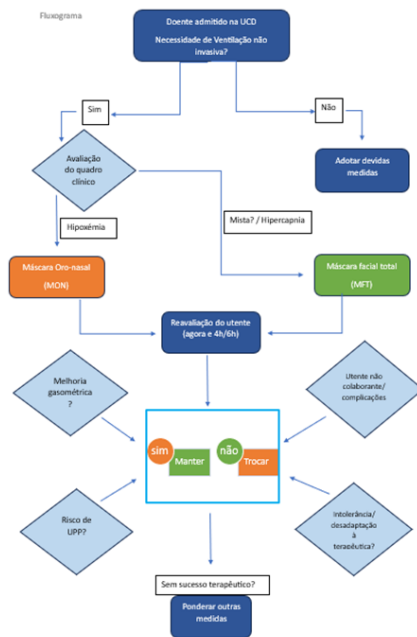 Fluxograma
Doente admitido na UCD
Necessidade de Ventilação não
invasiva?
Sim
Não
Avaliação
do quadro
clínico
Adotar devidas
medidas
Hipoxémia
Mista? / Hipercapnia
Máscara Oro-nasal
(MON)
Máscara facial total
(MFT)
Reavaliação do utente
(agora e 4h/6h)
Melhoria
gasométrica
?
Utente não
colaborante/
complicações
sim
Manter
não
Trocar
Risco de
UPP?
Intolerância/
desadaptação
à
terapêutica?
Sem sucesso terapêutico?
Ponderar outras
medidas